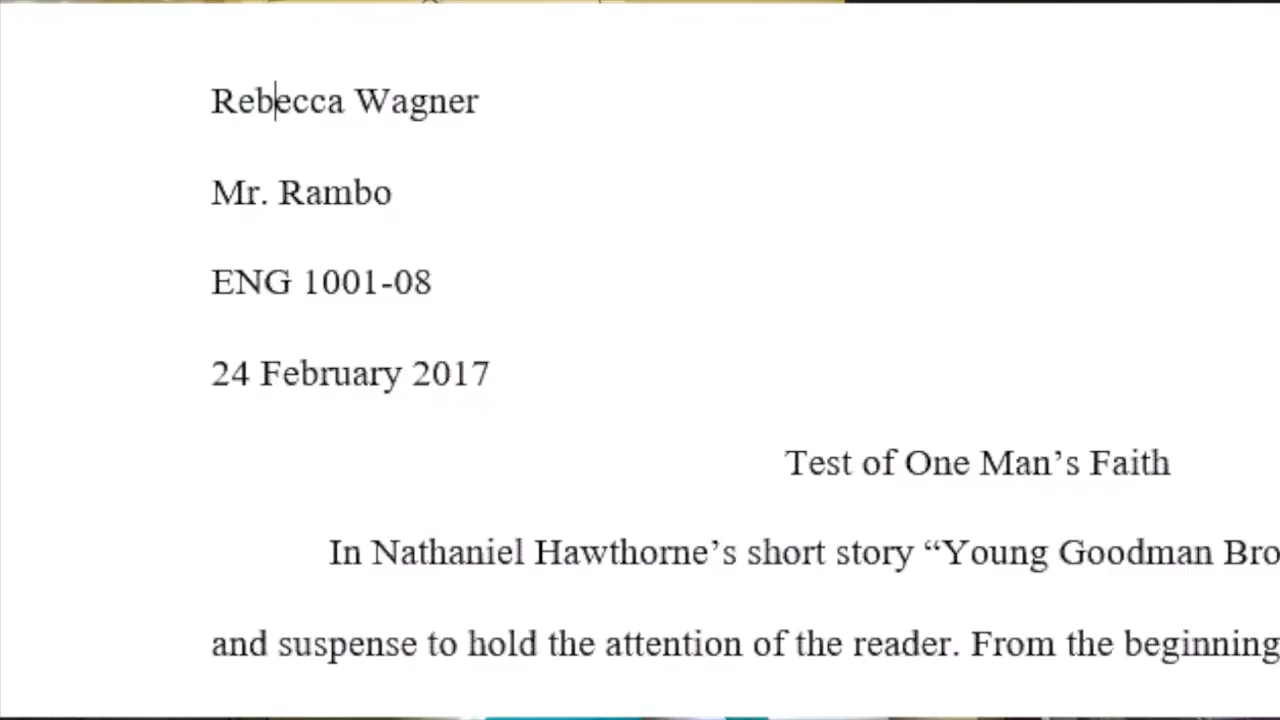 Rebecca Wagner
Mr. Rambo
ENG 1001-08
24 February 2017
Test of One Man’s Faith
In Nathaniel Hawthorne’s short story “Young Goodman Bro
and suspense to hold the attention of the reader. From the beginning